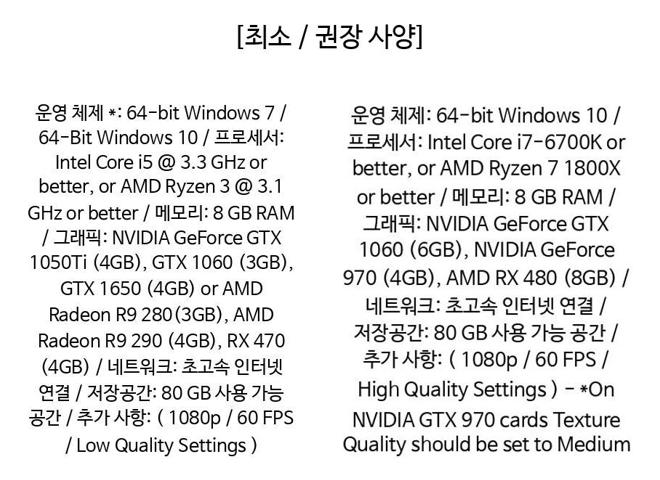 [최소 / 권장 사양]
운영 체제 *: 64-bit Windows 7 /
64-Bit Windows 10 / 프로세서:
Intel Core i5 @ 3.3 GHz or
better, or AMD Ryzen 3 @ 3.1
GHz or better / 메모리: 8 GB RAM
/ 그래픽: NVIDIA GeForce GTX
1050Ti (4GB), GTX 1060 (3GB),
GTX 1650 (4GB) or AMD
Radeon R9 280(3GB), AMD
Radeon R9 290 (4GB), RX 470
(4GB) / 네트워크: 초고속 인터넷
연결 / 저장공간: 80 GB 사용 가능
공간 / 추가 사항: ( 1080p / 60 FPS
/ Low Quality Settings )
운영 체제: 64-bit Windows 10 /
프로세서: Intel Core i7-6700K or
better, or AMD Ryzen 7 1800X
or better / 메모리: 8 GB RAM /
그래픽: NVIDIA GeForce GTX
1060 (6GB), NVIDIA GeForce
970 (4GB), AMD RX 480 (8GB) /
네트워크: 초고속 인터넷 연결 /
저장공간: 80 GB 사용 가능 공간 /
추가 사항: ( 1080p / 60 FPS /
High Quality Settings ) - *On
NVIDIA GTX 970 cards Texture
Quality should be set to Medium